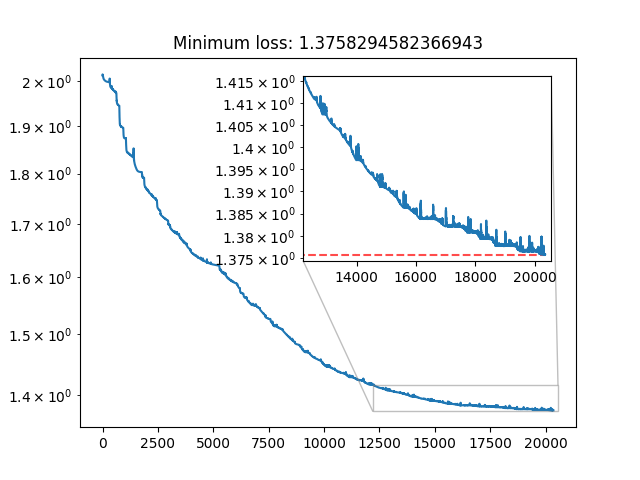 Minimum loss: 1.3758294582366943
2 × 10⁰
1.9 × 10⁰
1.8 × 10⁰
1.7 × 10⁰
1.6 × 10⁰
1.5 × 10⁰
1.4 × 10⁰
1.415 × 10⁰
1.41 × 10⁰
1.405 × 10⁰
1.4 × 10⁰
1.395 × 10⁰
1.39 × 10⁰
1.385 × 10⁰
1.38 × 10⁰
1.375 × 10⁰
14000 16000 18000 20000
0 2500 5000 7500 10000 12500 15000 17500 20000